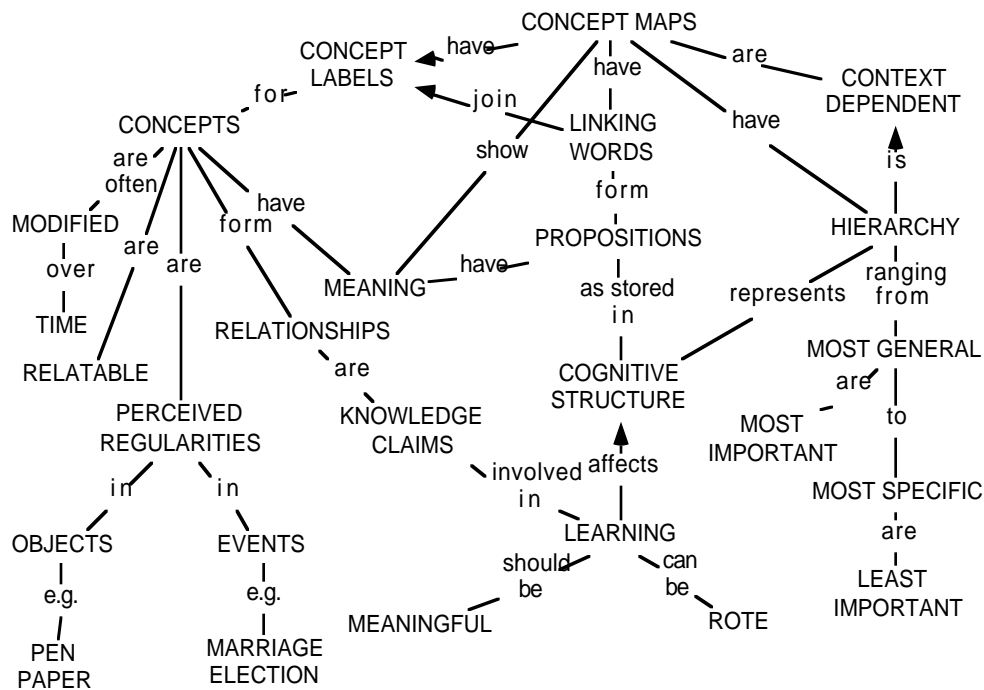 CONCEPT MAPS
CONCEPT
LABELS
have
have
are
CONTEXT
DEPENDENT
for
join
CONCEPTS
LINKING
WORDS
have
show
are
often
is
have
form
form
MODIFIED
HIERARCHY
PROPOSITIONS
are
are
over
have
ranging
from
MEANING
as stored
in
represents
TIME
RELATIONSHIPS
MOST GENERAL
RELATABLE
are
COGNITIVE
STRUCTURE
are
PERCEIVED
REGULARITIES
KNOWLEDGE
CLAIMS
to
MOST
IMPORTANT
involved
in
affects
in
in
MOST SPECIFIC
LEARNING
are
OBJECTS
EVENTS
should
be
can
be
LEAST
IMPORTANT
e.g.
e.g.
MEANINGFUL
ROTE
PEN
PAPER
MARRIAGE
ELECTION